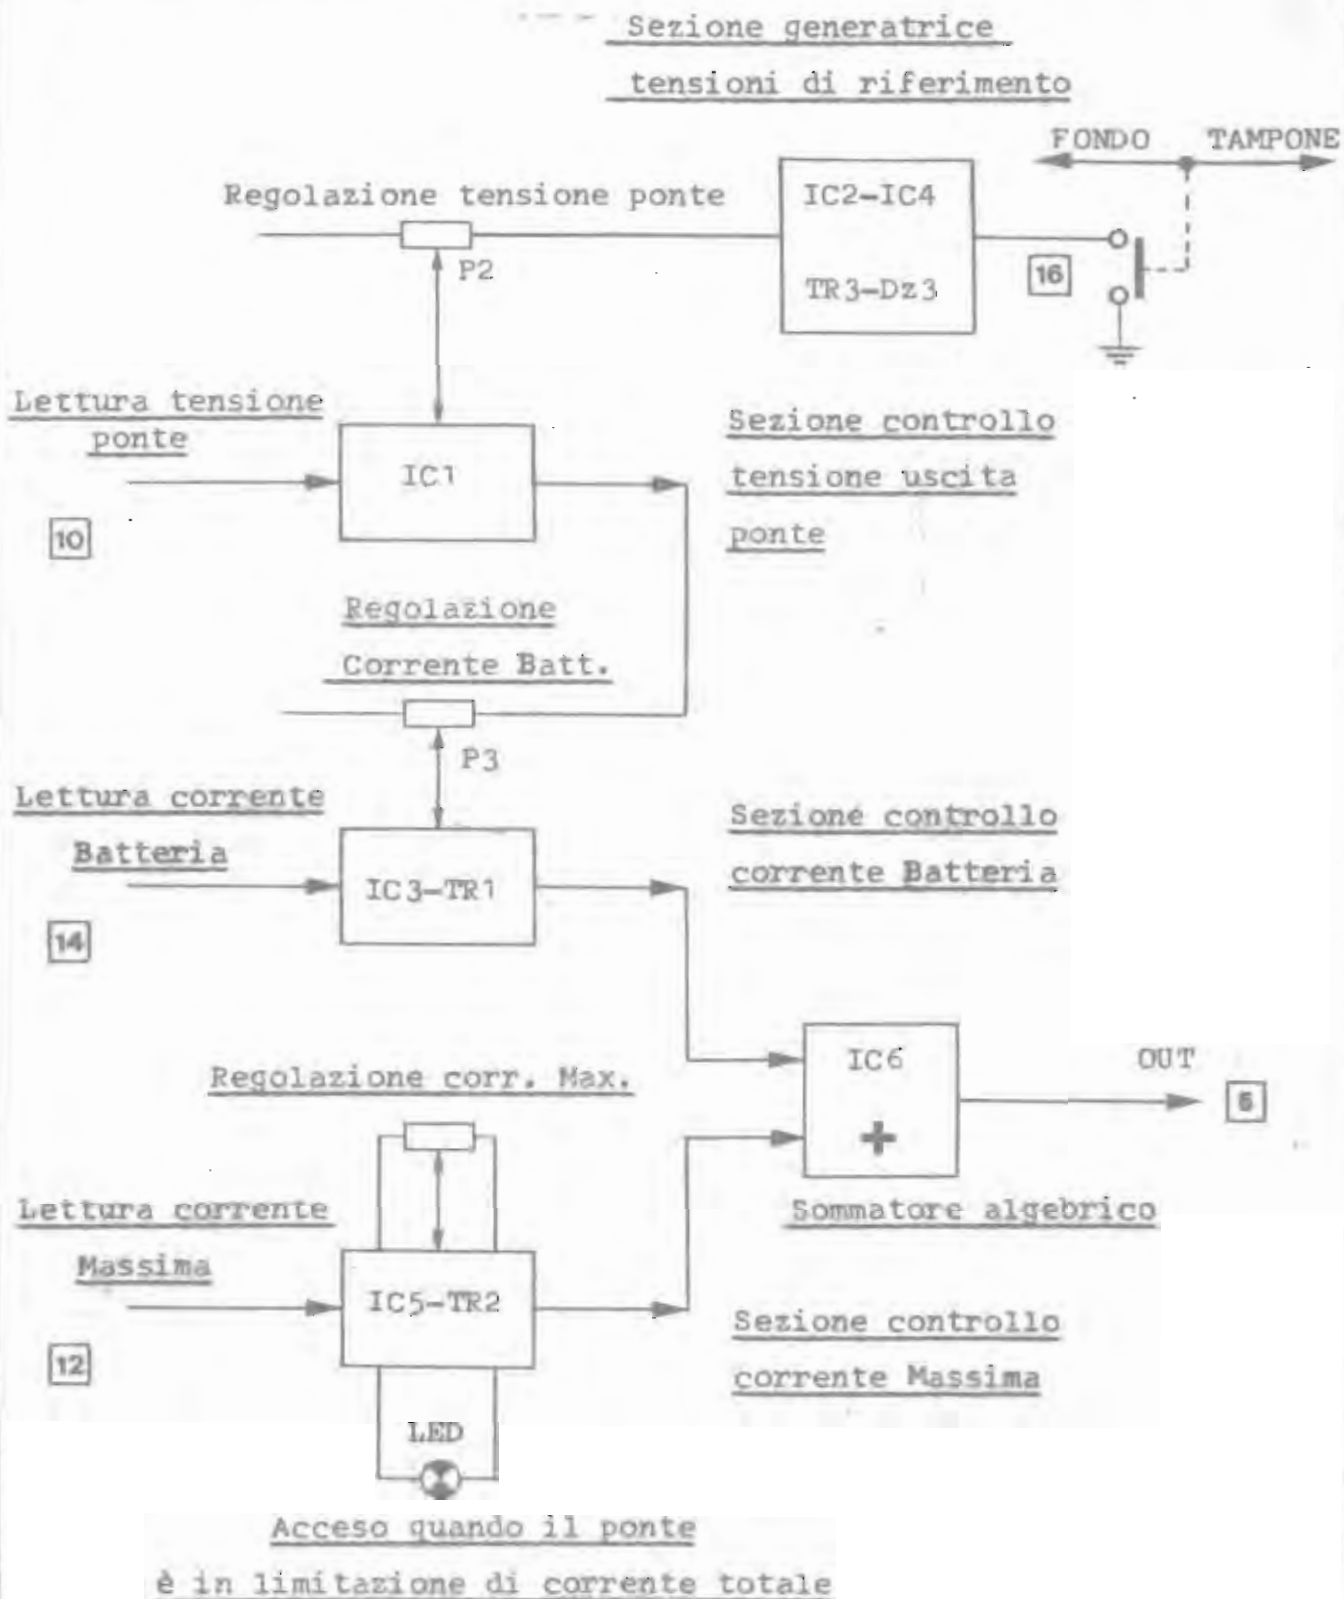 Sezione generatrice
tensioni di riferimento
FONDO TAMPONE
Regolazione tensione ponte
IC2-IC4
P2
16
TR3-Dz3
Lettura tensione
ponte
Sezione controllo
IC1
tensione uscita
10
ponte
Regolazione
Corrente Batt.
P3
Lettura corrente
Sezione controllo
Batteria
corrente Batteria
IC3-TR1
14
IC6
OUT
Regolazione corr. Max.
5
+
Lettura corrente
Sommatore algebrico
Massima
IC5-TR2
Sezione controllo
12
corrente Massima
LED
Acceso quando il ponte
è in limitazione di corrente totale